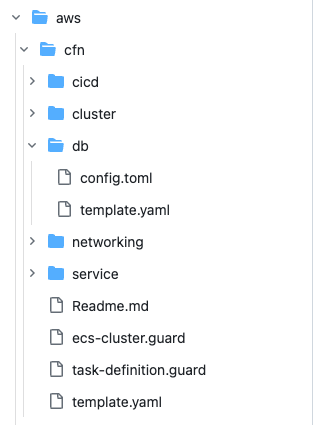 aws
cfn
cicd
cluster
db
config.toml
template.yaml
networking
service
Readme.md
ecs-cluster.guard
task-definition.guard
template.yaml